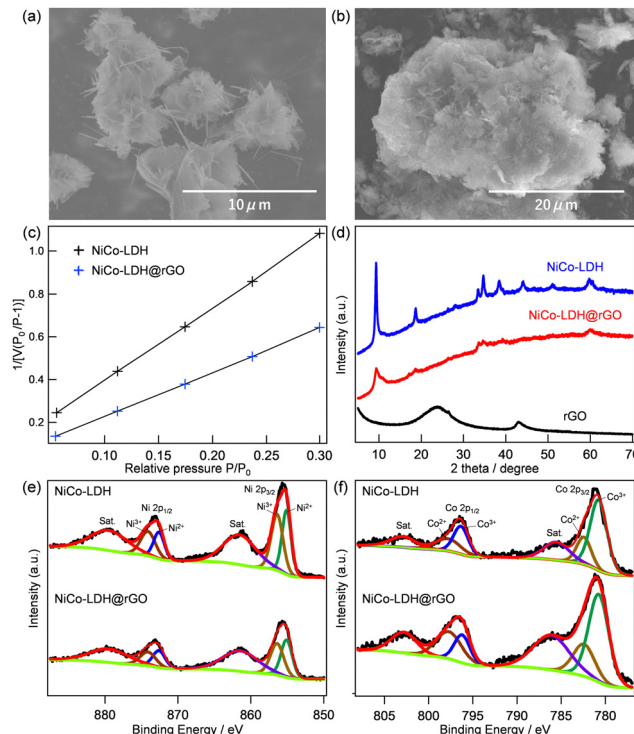 (a)
10 μm
(b)
20 μm
(c)
NiCo-LDH
NiCo-LDH@rGO
1/[V(P0/P-1)]
1.0
0.8
0.6
0.4
0.2
0.05
0.10
0.15
0.20
0.25
0.30
Relative pressure P/P0
(d)
NiCo-LDH
NiCo-LDH@rGO
rGO
Intensity (a.u.)
10
20
30
40
50
60
70
2 theta / degree
(e)
NiCo-LDH
Sat.
Ni 2p1/2
Ni3+
Ni2+
Sat.
Ni 2p3/2
Ni3+
Ni2+
NiCo-LDH@rGO
Intensity (a.u.)
880
870
860
850
Binding Energy / eV
(f)
NiCo-LDH
Sat.
Co 2p1/2
Co2+
Co3+
Sat.
Co 2p3/2
Co2+
Co3+
NiCo-LDH@rGO
Intensity (a.u.)
805
800
795
790
785
780
Binding Energy / eV